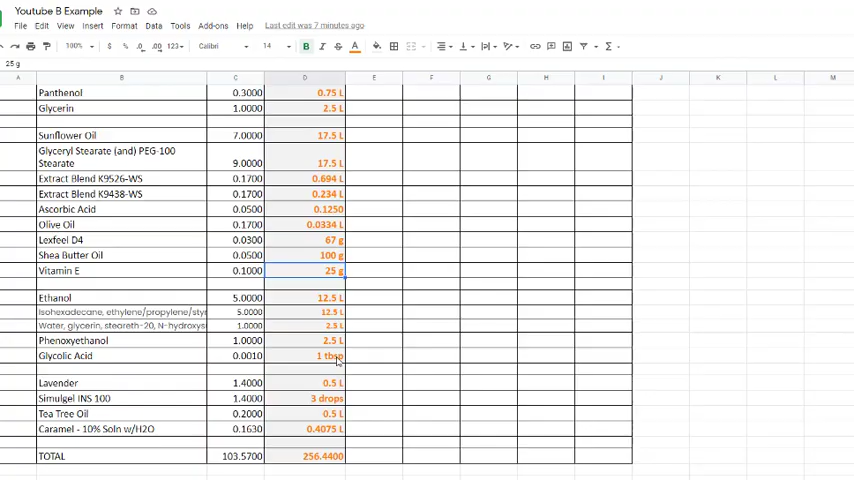 Youtube B Example
File Edit View Insert Format Data Tools Add-ons Help Last edit was 7 minutes ago
100% $ % .0 .00 123 Calibri 14 B I S A
25 g
A B C D E F G H I J K L M
Panthenol 0.3000 0.75 L
Glycerin 1.0000 2.5 L
Sunflower Oil 7.0000 17.5 L
Glyceryl Stearate (and) PEG-100
Stearate 9.0000 17.5 L
Extract Blend K9526-WS 0.1700 0.694 L
Extract Blend K9438-WS 0.1700 0.234 L
Ascorbic Acid 0.0500 0.1250
Olive Oil 0.1700 0.0334 L
Lexfeel D4 0.0300 67 g
Shea Butter Oil 0.0500 100 g
Vitamin E 0.1000 25 g
Ethanol 5.0000 12.5 L
Isohexadecane, ethylene/propylene/styr 5.0000 12.5 L
Water, glycerin, steareth-20, N-hydroxys 1.0000 2.5 L
Phenoxyethanol 1.0000 2.5 L
Glycolic Acid 0.0010 1 tbsp
Lavender 1.4000 0.5 L
Simulgel INS 100 1.4000 3 drops
Tea Tree Oil 0.2000 0.5 L
Caramel - 10% Soln w/H2O 0.1630 0.4075 L
TOTAL 103.5700 256.4400